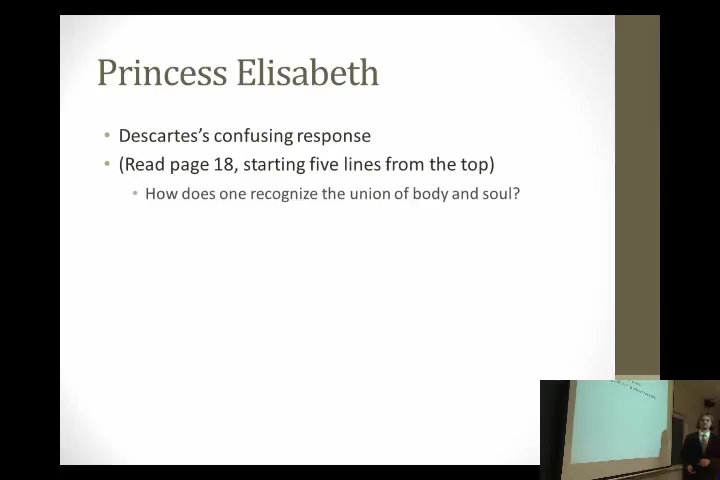 Princess Elisabeth
• Descartes's confusing response
• (Read page 18, starting five lines from the top)
• How does one recognize the union of body and soul?